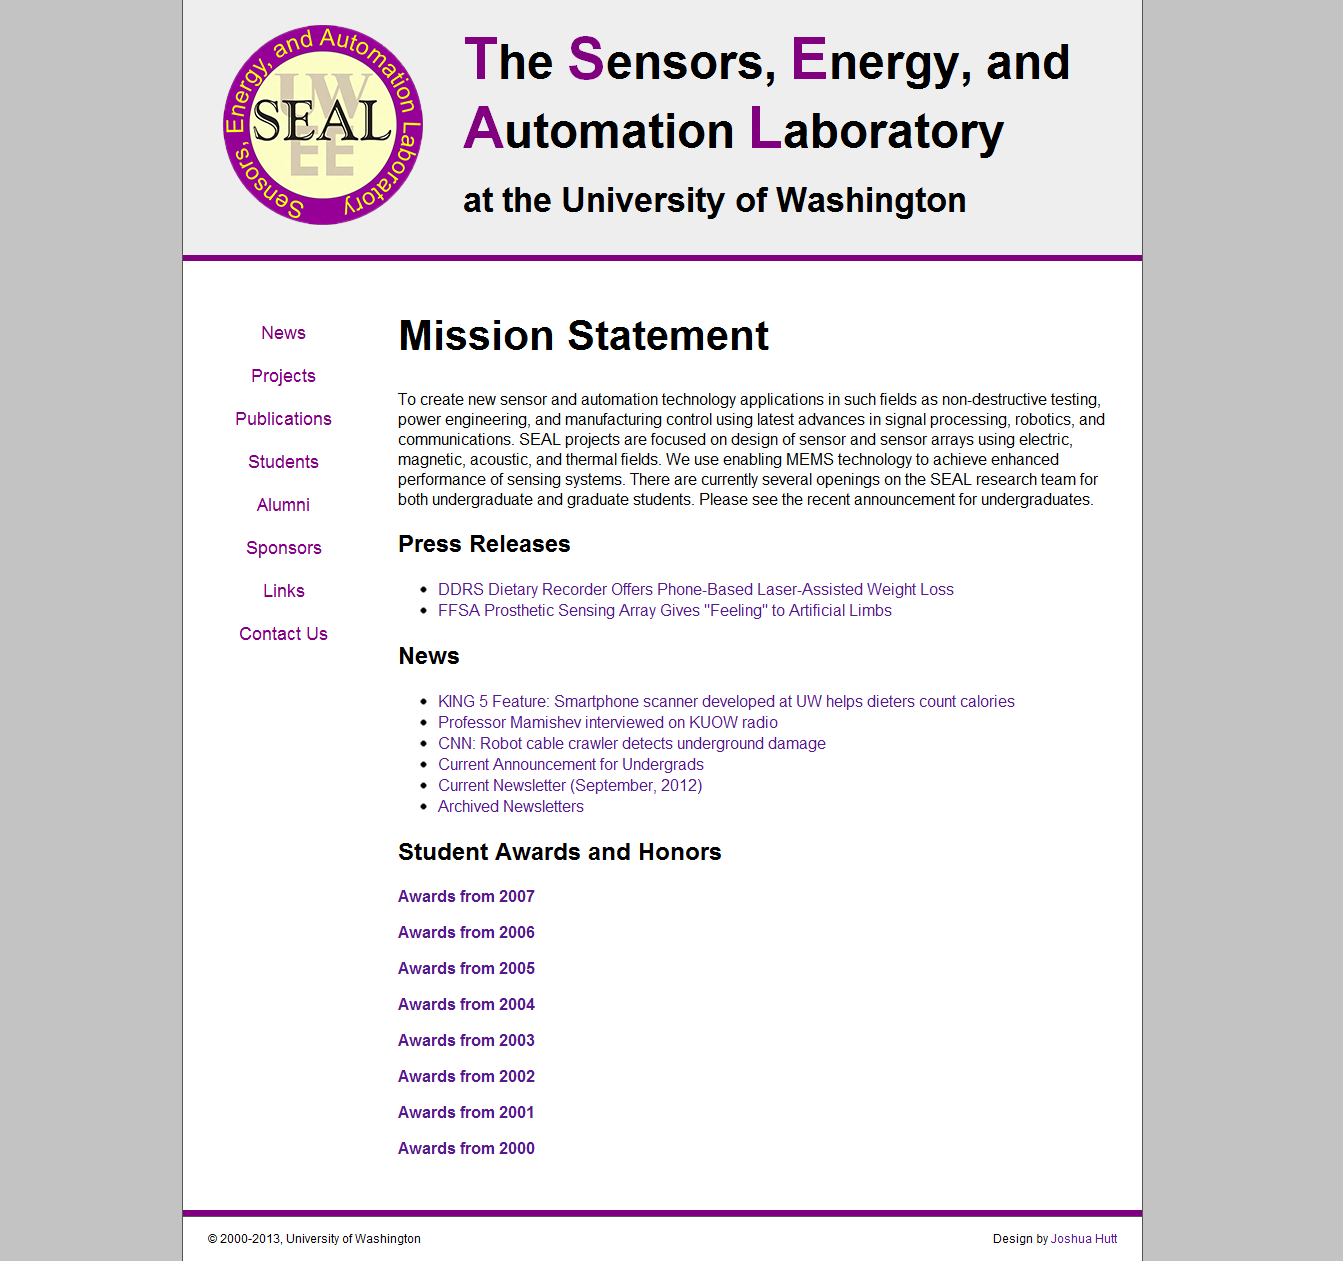 Sensors, Energy, and Automation Laboratory
UW
SEAL
EE
The Sensors, Energy, and
Automation Laboratory
at the University of Washington
News
Projects
Publications
Students
Alumni
Sponsors
Links
Contact Us
Mission Statement
To create new sensor and automation technology applications in such fields as non-destructive testing,
power engineering, and manufacturing control using latest advances in signal processing, robotics, and
communications. SEAL projects are focused on design of sensor and sensor arrays using electric,
magnetic, acoustic, and thermal fields. We use enabling MEMS technology to achieve enhanced
performance of sensing systems. There are currently several openings on the SEAL research team for
both undergraduate and graduate students. Please see the recent announcement for undergraduates.
Press Releases
• DDRS Dietary Recorder Offers Phone-Based Laser-Assisted Weight Loss
• FFSA Prosthetic Sensing Array Gives "Feeling" to Artificial Limbs
News
• KING 5 Feature: Smartphone scanner developed at UW helps dieters count calories
• Professor Mamishev interviewed on KUOW radio
• CNN: Robot cable crawler detects underground damage
• Current Announcement for Undergrads
• Current Newsletter (September, 2012)
• Archived Newsletters
Student Awards and Honors
Awards from 2007
Awards from 2006
Awards from 2005
Awards from 2004
Awards from 2003
Awards from 2002
Awards from 2001
Awards from 2000
© 2000-2013, University of Washington
Design by Joshua Hutt